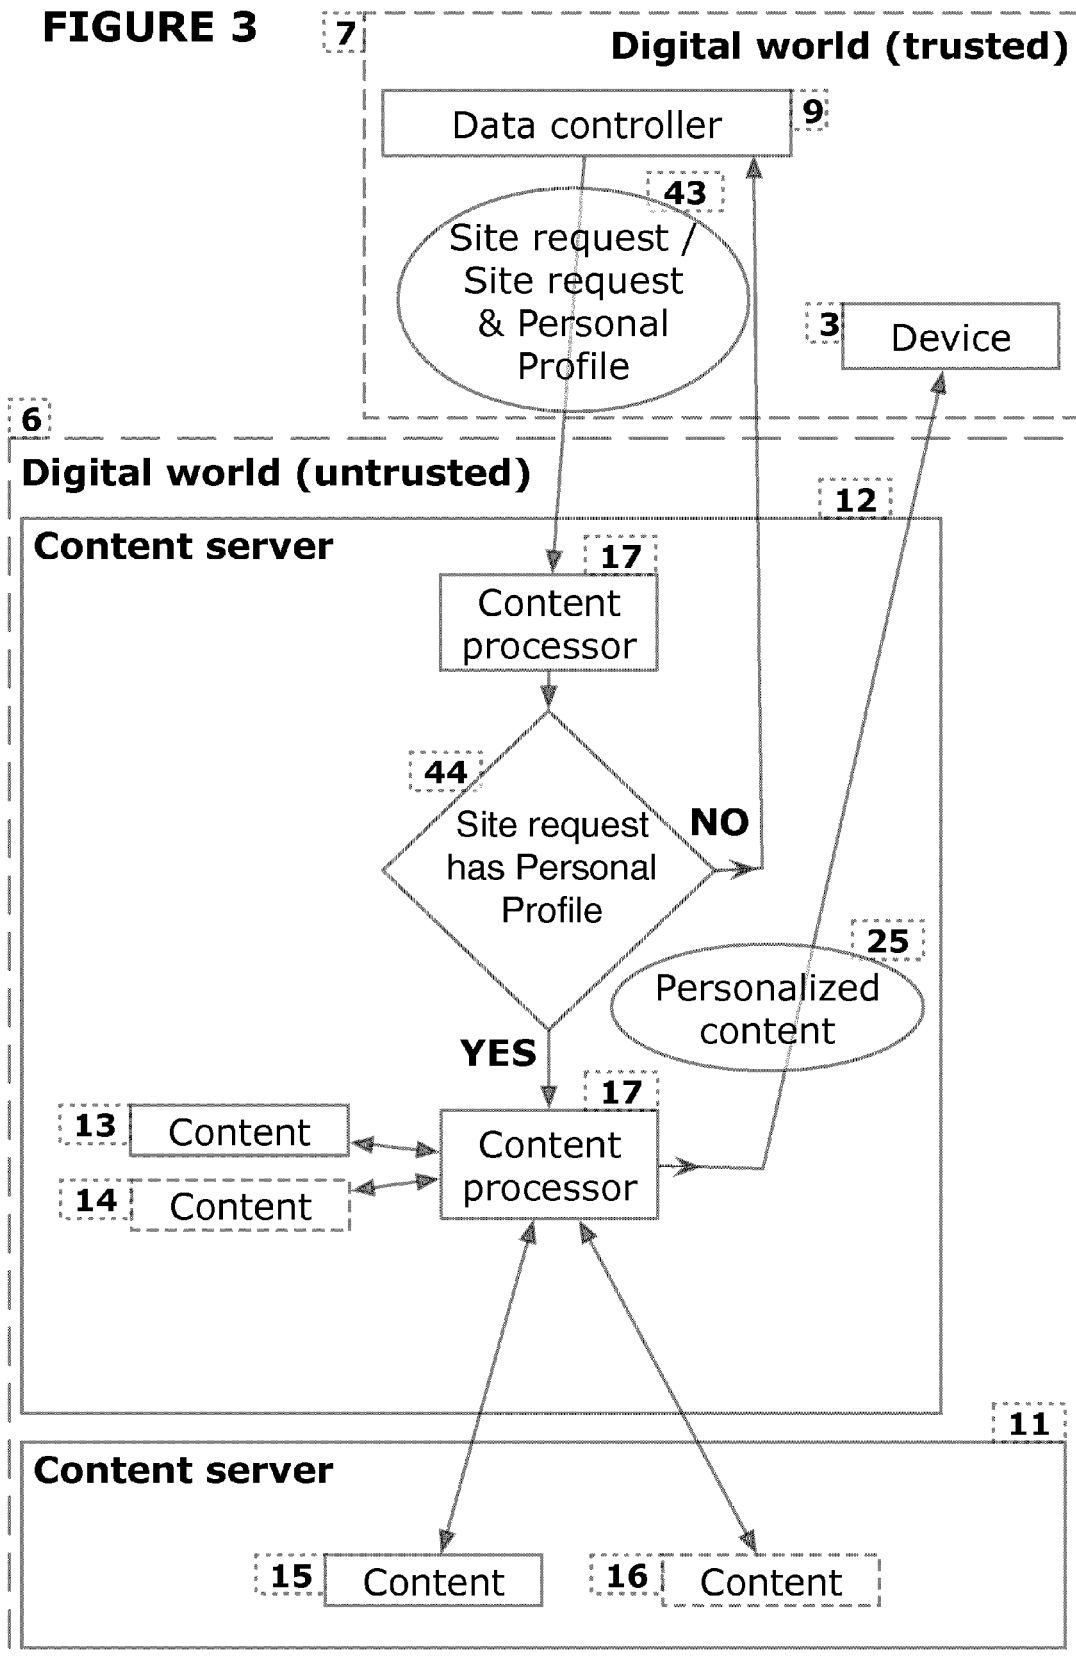 FIGURE 3
7
Digital world (trusted)
Data controller
9
43
Site request /
Site request
& Personal
Profile
3
Device
6
Digital world (untrusted)
12
Content server
17
Content
processor
44
Site request
has Personal
Profile
NO
25
Personalized
content
YES
17
13
Content
Content
processor
14
Content
11
Content server
15
Content
16
Content